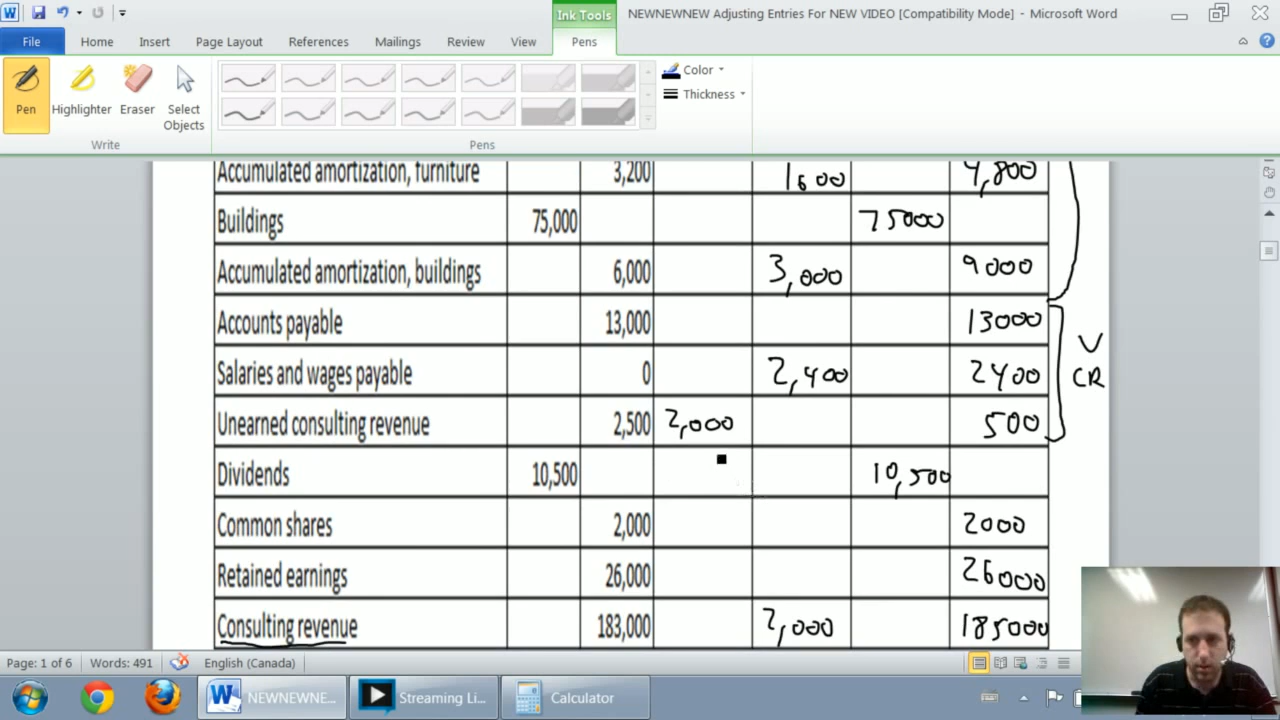 Ink Tools
NEWNEWNEW Adjusting Entries For NEW VIDEO [Compatibility Mode] - Microsoft Word
File Home Insert Page Layout References Mailings Review View Pens
Pen Highlighter Eraser Select Objects
Color
Thickness
Write Pens
Accumulated amortization, furniture 3,200 1600 4,800
Buildings 75,000 75000
Accumulated amortization, buildings 6,000 3,000 9000
Accounts payable 13,000 13000
Salaries and wages payable 0 2,400 2400
V
CR
Unearned consulting revenue 2,500 2,000 500
Dividends 10,500 10,500
Common shares 2,000 2000
Retained earnings 26,000 26000
Consulting revenue 183,000 2,000 185000
Page: 1 of 6 Words: 491 English (Canada)
NEWNEWNE... Streaming Li... Calculator